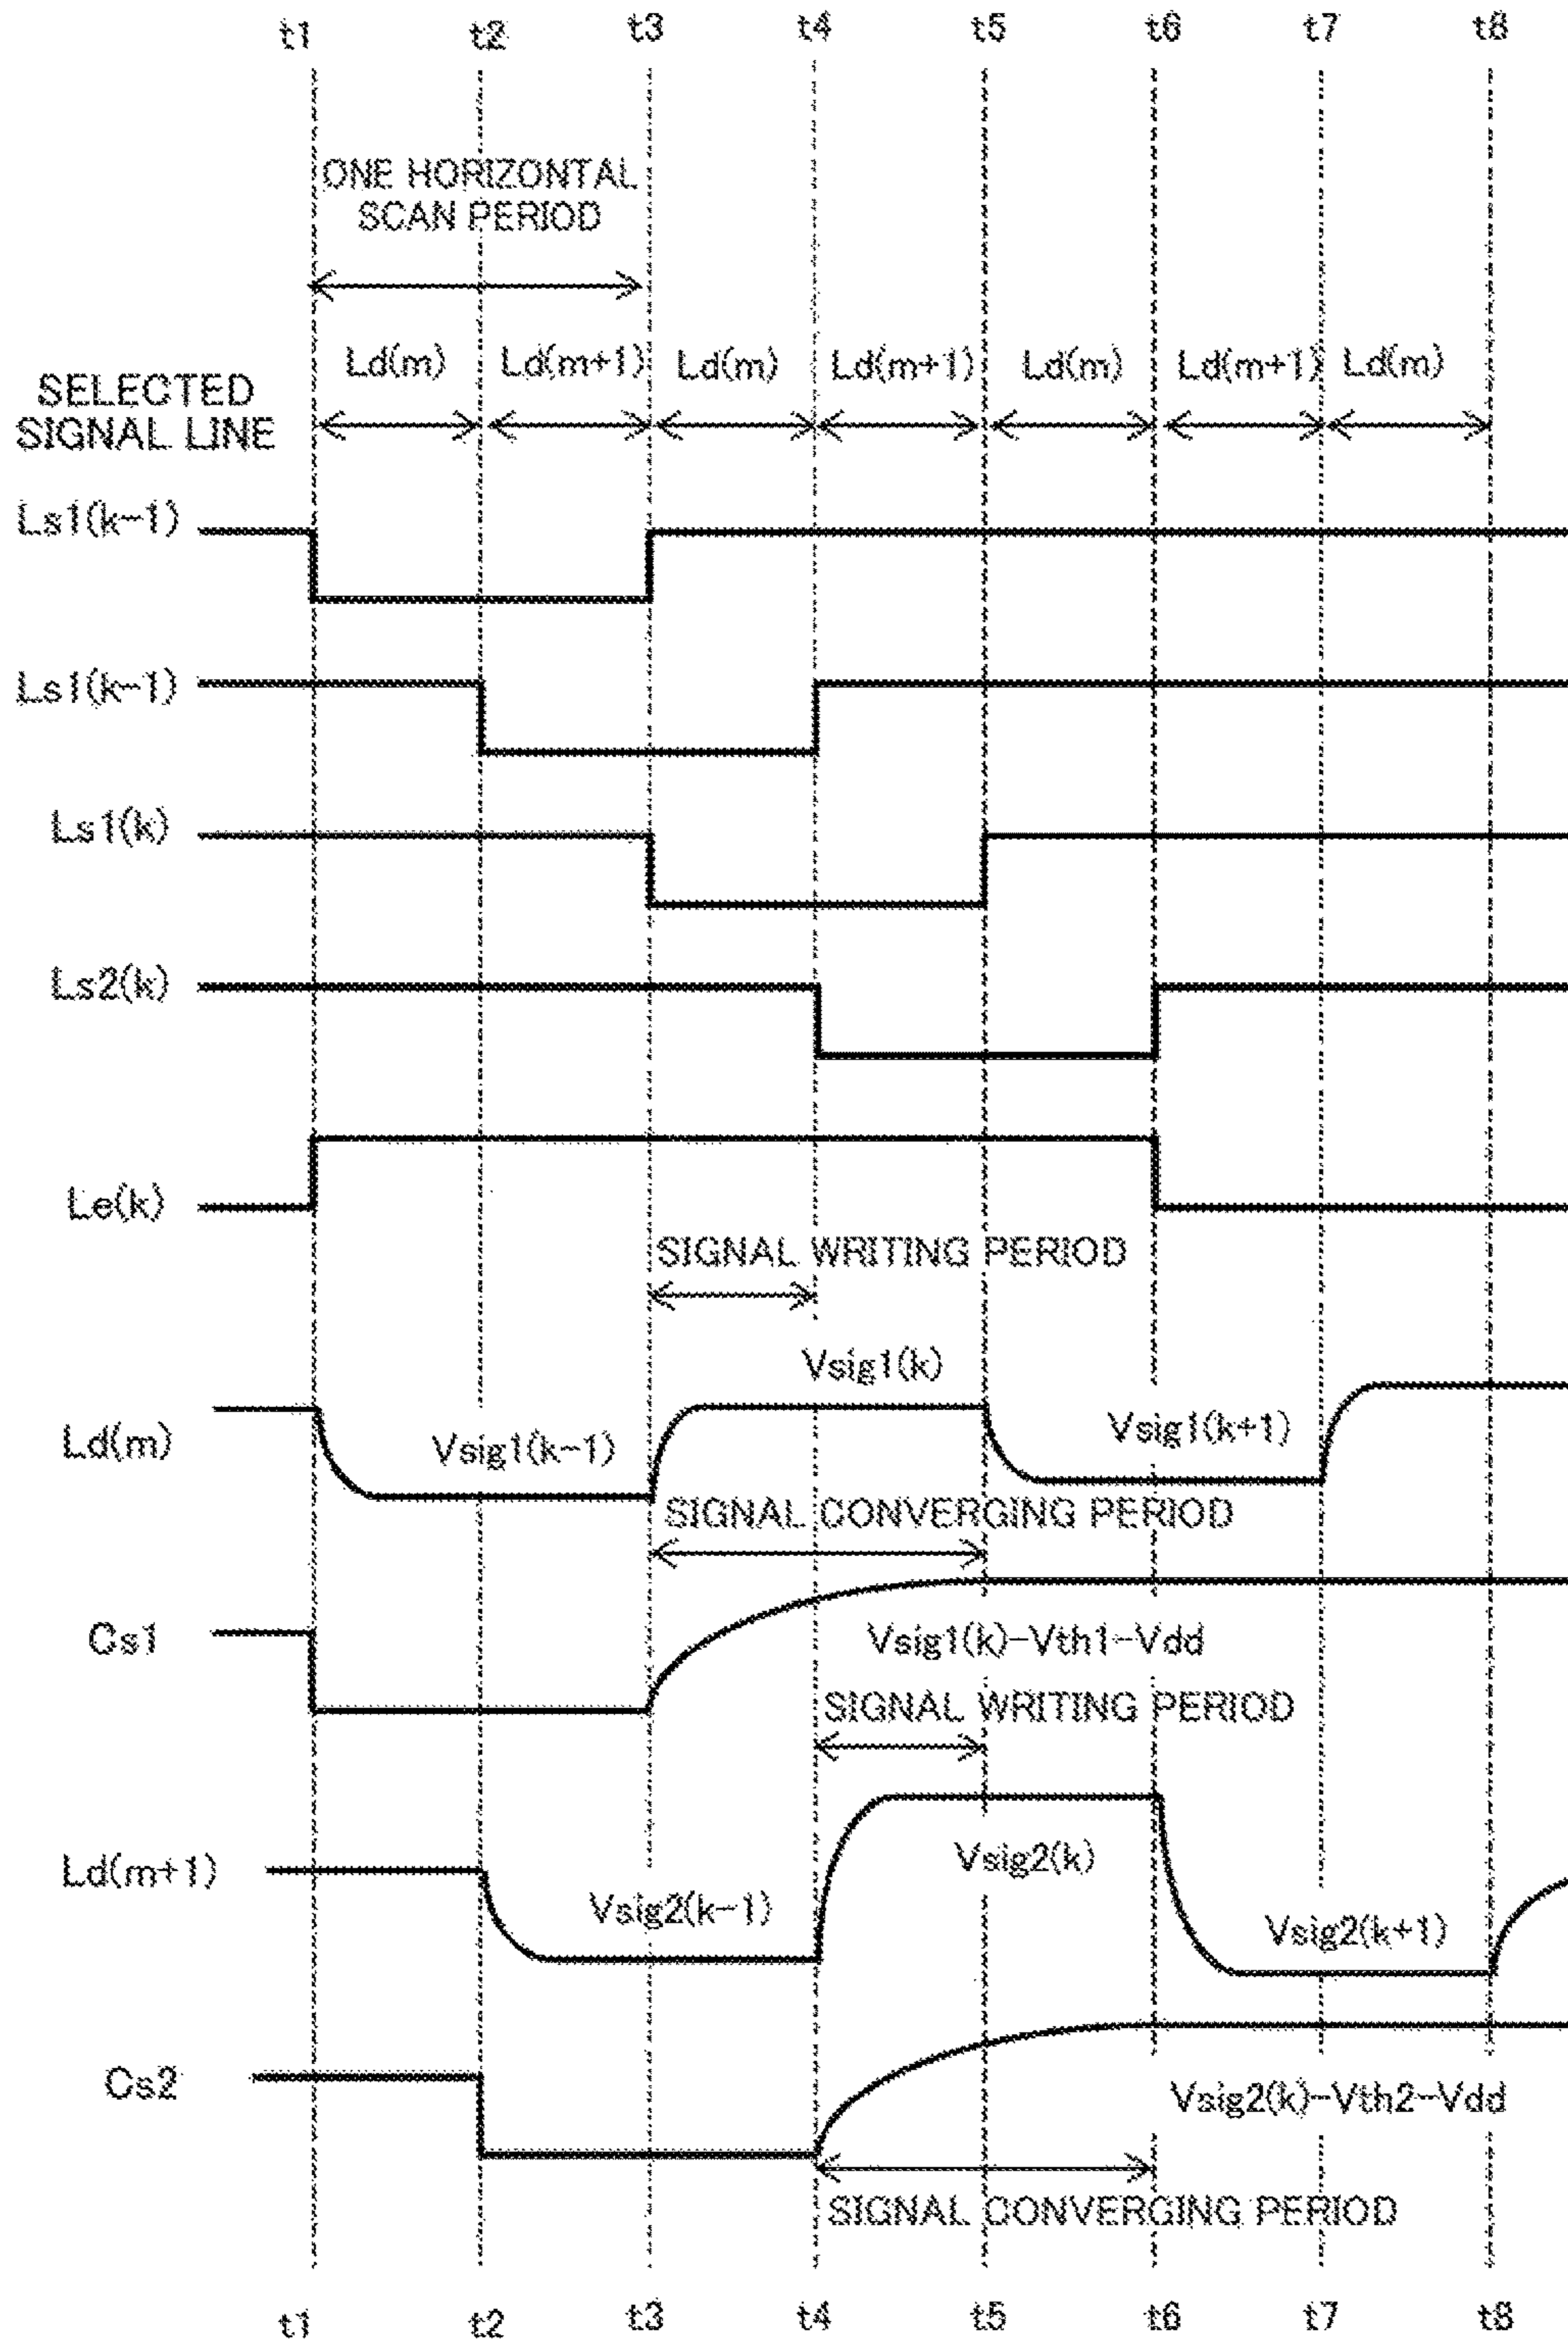 t1 t2 t3 t4 t5 t6 t7 t8
ONE HORIZONTAL
SCAN PERIOD
Ld(m) Ld(m+1) Ld(m) Ld(m+1) Ld(m) Ld(m+1) Ld(m)
SELECTED
SIGNAL LINE
Ls1(k-1)
Ls1(k-1)
Ls1(k)
Ls2(k)
Le(k)
SIGNAL WRITING PERIOD
Vsig1(k)
Ld(m) Vsig1(k-1) Vsig1(k+1)
SIGNAL CONVERGING PERIOD
Cs1 Vsig1(k)-Vth1-Vdd
SIGNAL WRITING PERIOD
Vsig2(k)
Ld(m+1) Vsig2(k-1) Vsig2(k+1)
Cs2 Vsig2(k)-Vth2-Vdd
SIGNAL CONVERGING PERIOD
t1 t2 t3 t4 t5 t6 t7 t8